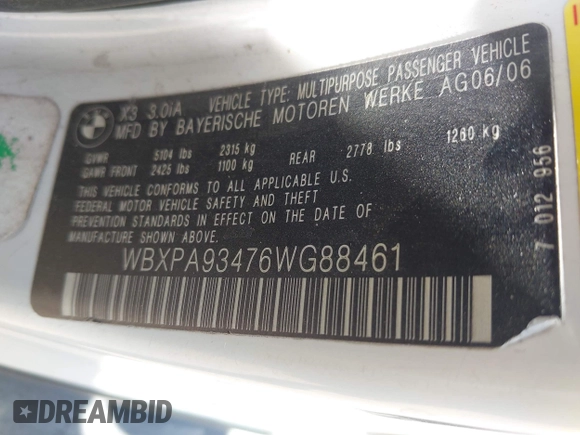 BMW
X3 3.0iA VEHICLE TYPE: MULTIPURPOSE PASSENGER VEHICLE
MFD BY BAYERISCHE MOTOREN WERKE AG 06/06
GVWR 5104 lbs 2315 kg
GAWR FRONT 2425 lbs 1100 kg REAR 2778 lbs 1260 kg
THIS VEHICLE CONFORMS TO ALL APPLICABLE U.S.
FEDERAL MOTOR VEHICLE SAFETY AND THEFT
PREVENTION STANDARDS IN EFFECT ON THE DATE OF
MANUFACTURE SHOWN ABOVE.
WBXPA93476WG88461
7 012 956
DREAMBID